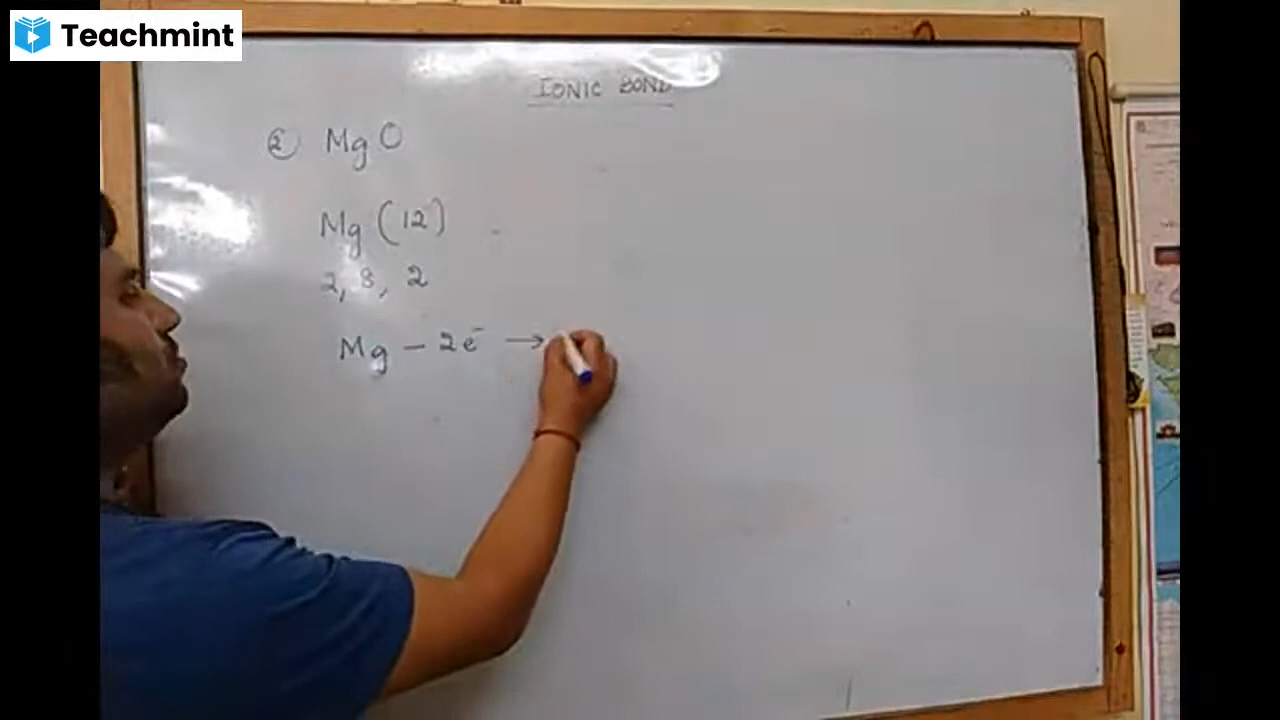 Teachmint
IONIC BOND
② MgO
Mg (12)
2, 8, 2
Mg - 2e⁻ →